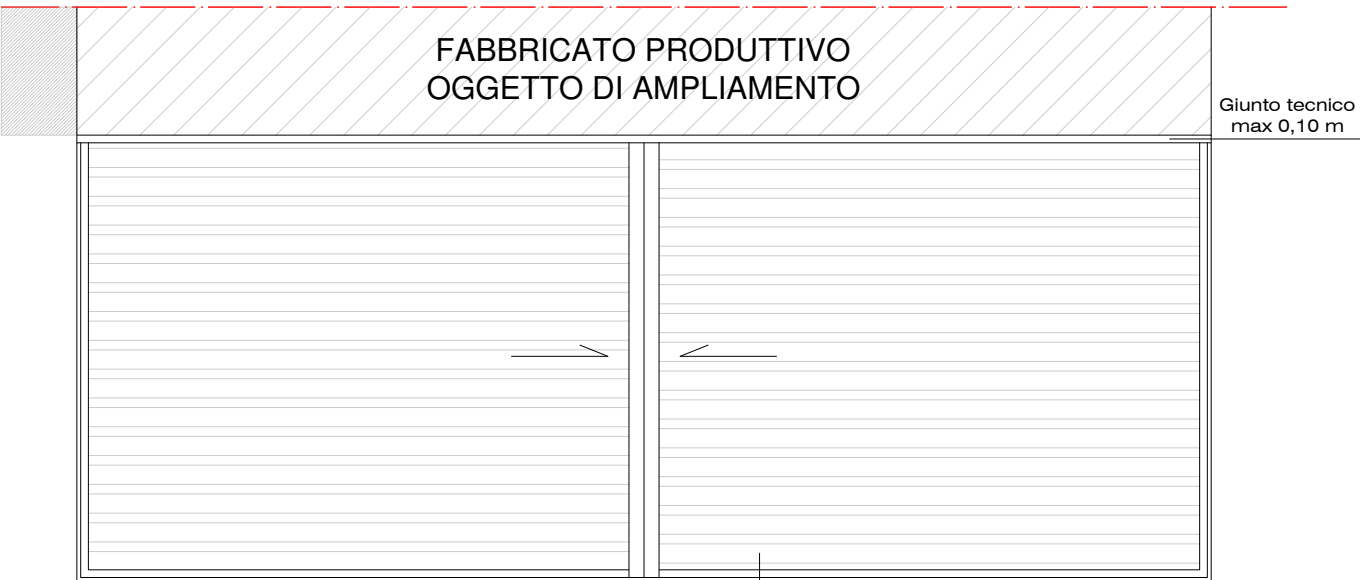 FABBRICATO PRODUTTIVO
OGGETTO DI AMPLIAMENTO
Giunto tecnico
max 0,10 m